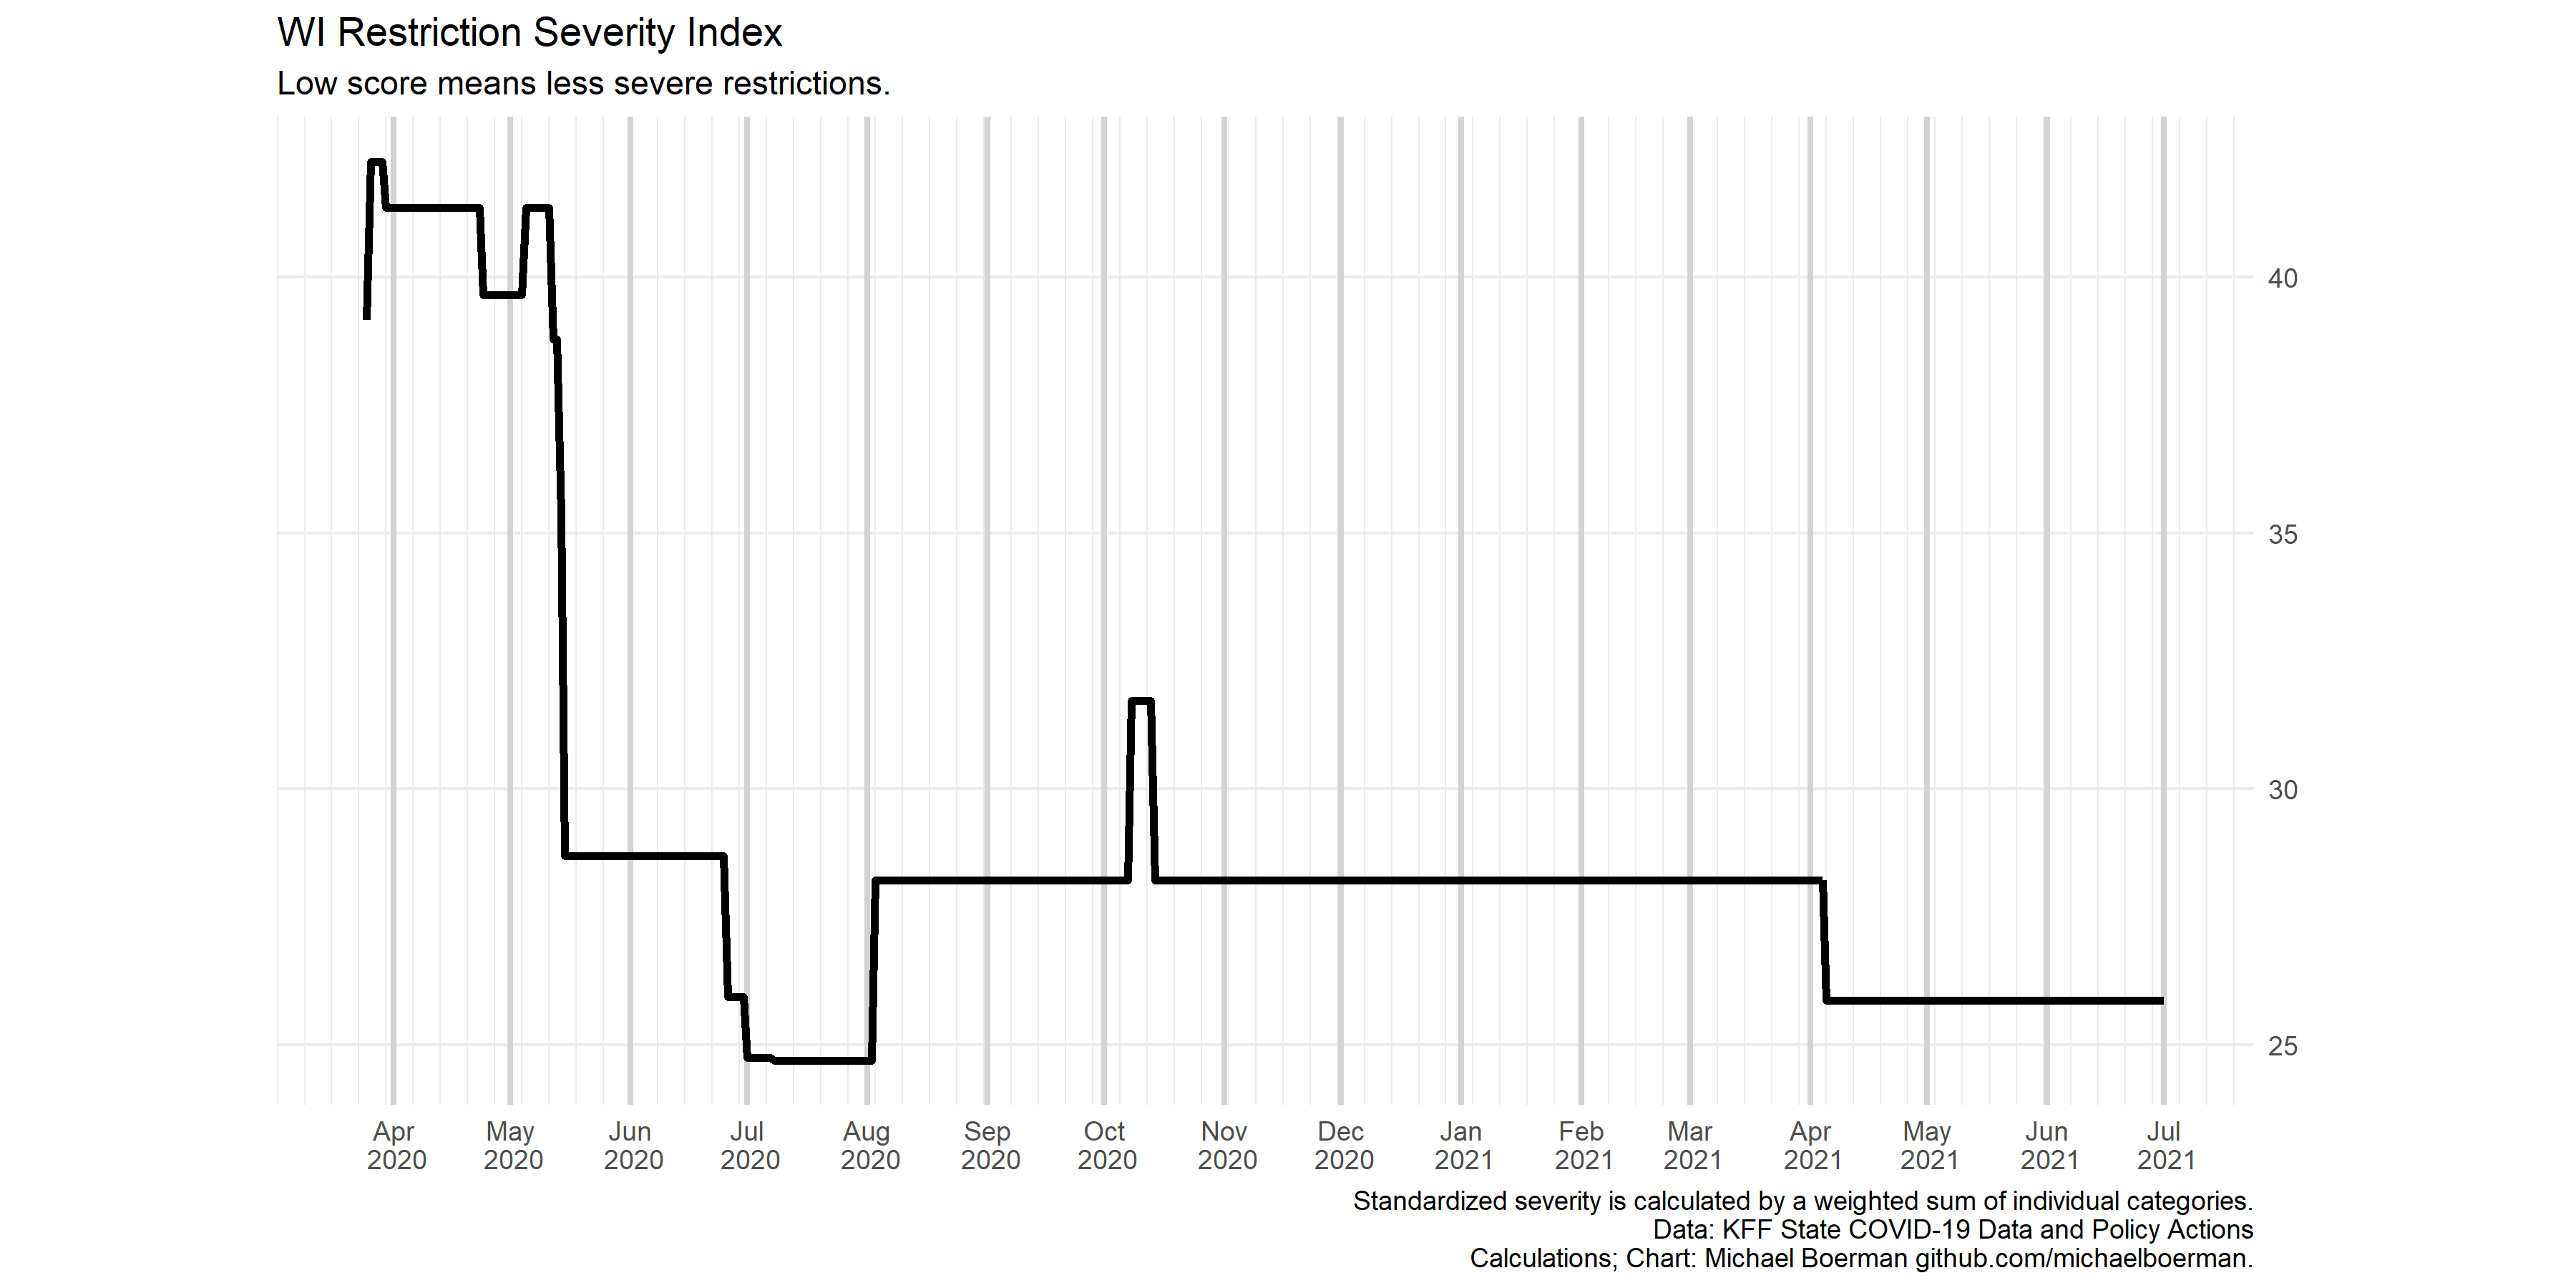 WI Restriction Severity Index
Low score means less severe restrictions.
40
35
30
25
Apr May Jun Jul Aug Sep Oct Nov Dec Jan Feb Mar Apr May Jun Jul
2020 2020 2020 2020 2020 2020 2020 2020 2020 2021 2021 2021 2021 2021 2021 2021
Standardized severity is calculated by a weighted sum of individual categories.
Data: KFF State COVID-19 Data and Policy Actions
Calculations; Chart: Michael Boerman github.com/michaelboerman.